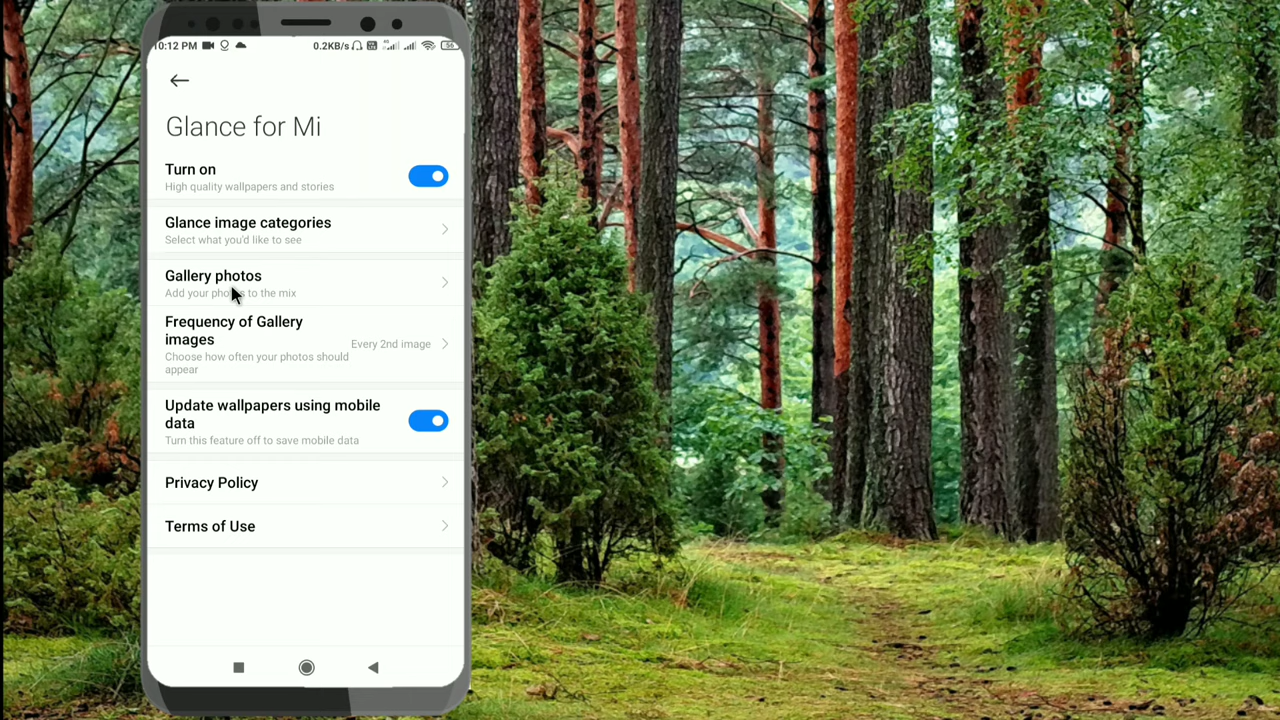 10:12 PM 0.2KB/s 56
Glance for Mi
Turn on
High quality wallpapers and stories
Glance image categories
Select what you'd like to see
Gallery photos
Add your photos to the mix
Frequency of Gallery
images
Every 2nd image
Choose how often your photos should
appear
Update wallpapers using mobile
data
Turn this feature off to save mobile data
Privacy Policy
Terms of Use